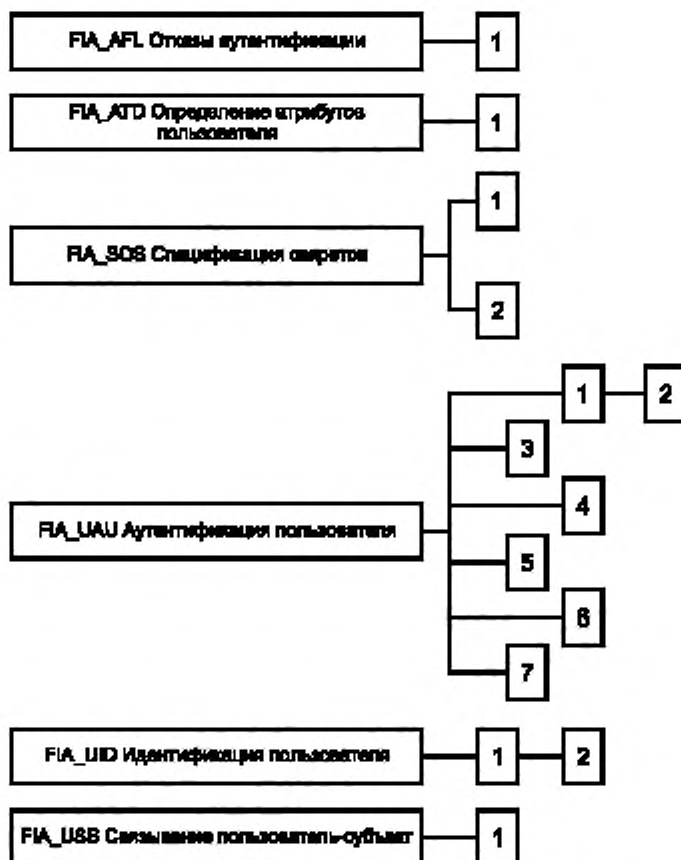 FIA_AFL Отказы аутентификации
1
FIA_ATD Определение атрибутов
пользователя
1
1
FIA_SOS Спецификация секретов
2
1
2
3
4
FIA_UAU Аутентификация пользователя
5
6
7
FIA_UID Идентификация пользователя
1
2
FIA_USB Связывание пользователь-субъект
1